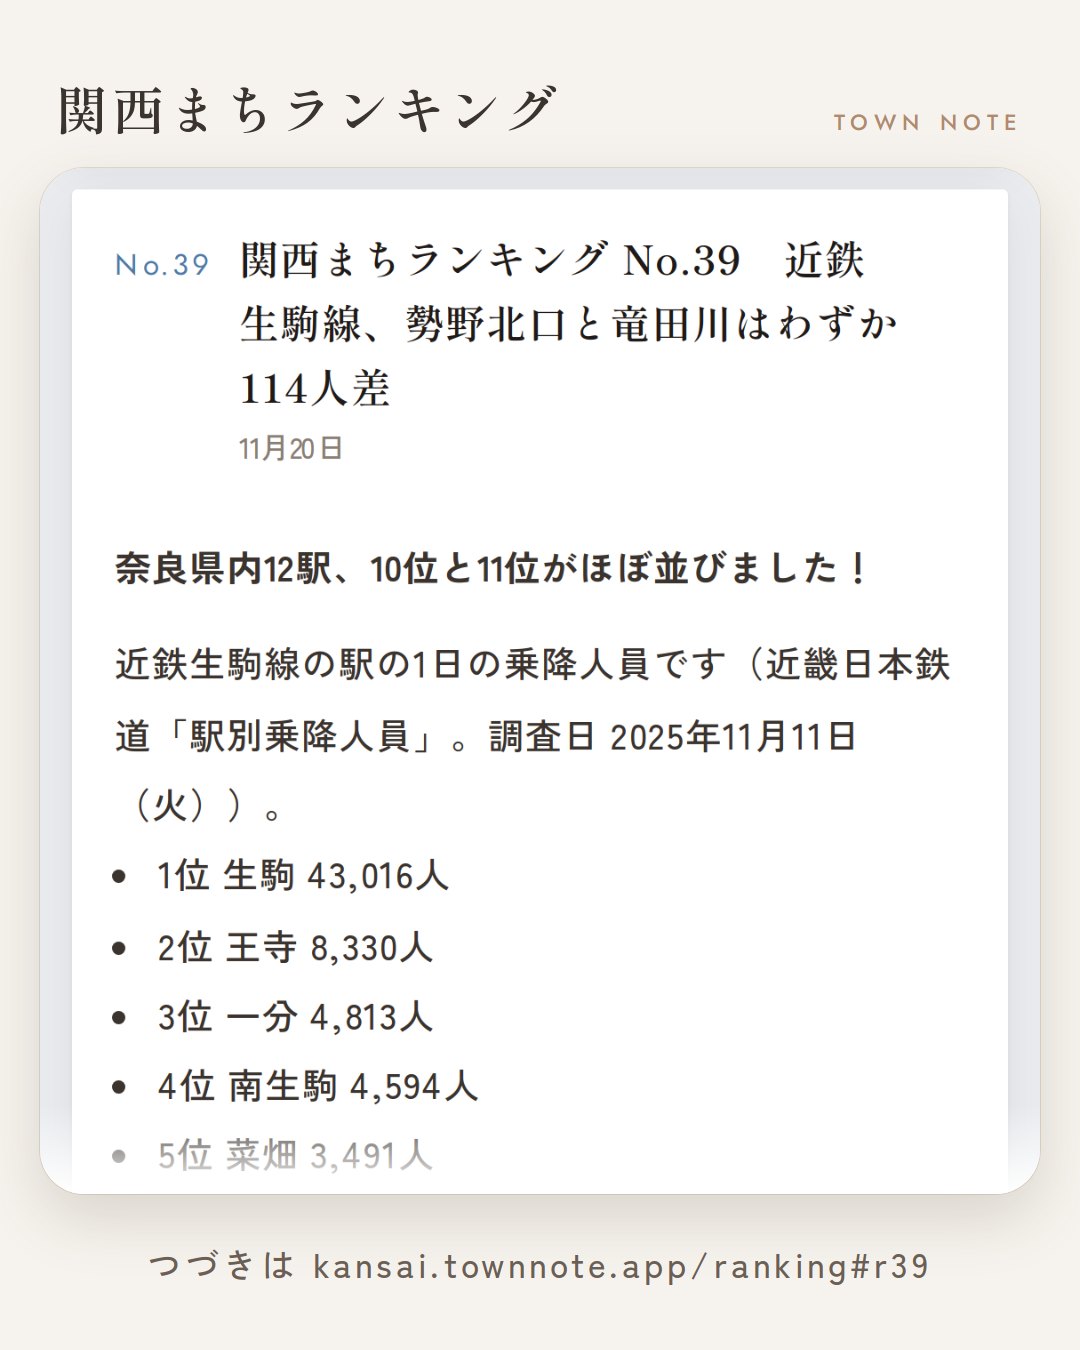 関西まちランキング
TOWN NOTE
No.39
関西まちランキング No.39　近鉄
生駒線、勢野北口と竜田川はわずか
114人差
11月20日
奈良県内12駅、10位と11位がほぼ並びました！
近鉄生駒線の駅の1日の乗降人員です（近畿日本鉄
道「駅別乗降人員」。調査日 2025年11月11日
（火））。
• 1位 生駒 43,016人
• 2位 王寺 8,330人
• 3位 一分 4,813人
• 4位 南生駒 4,594人
• 5位 菜畑 3,491人
つづきは kansai.townnote.app/ranking#r39